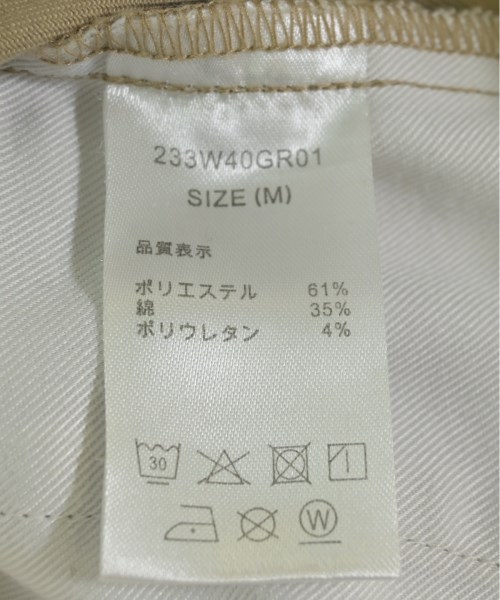 233W40GR01
SIZE (M)
品質表示
ポリエステル 61%
綿 35%
ポリウレタン 4%
30
W